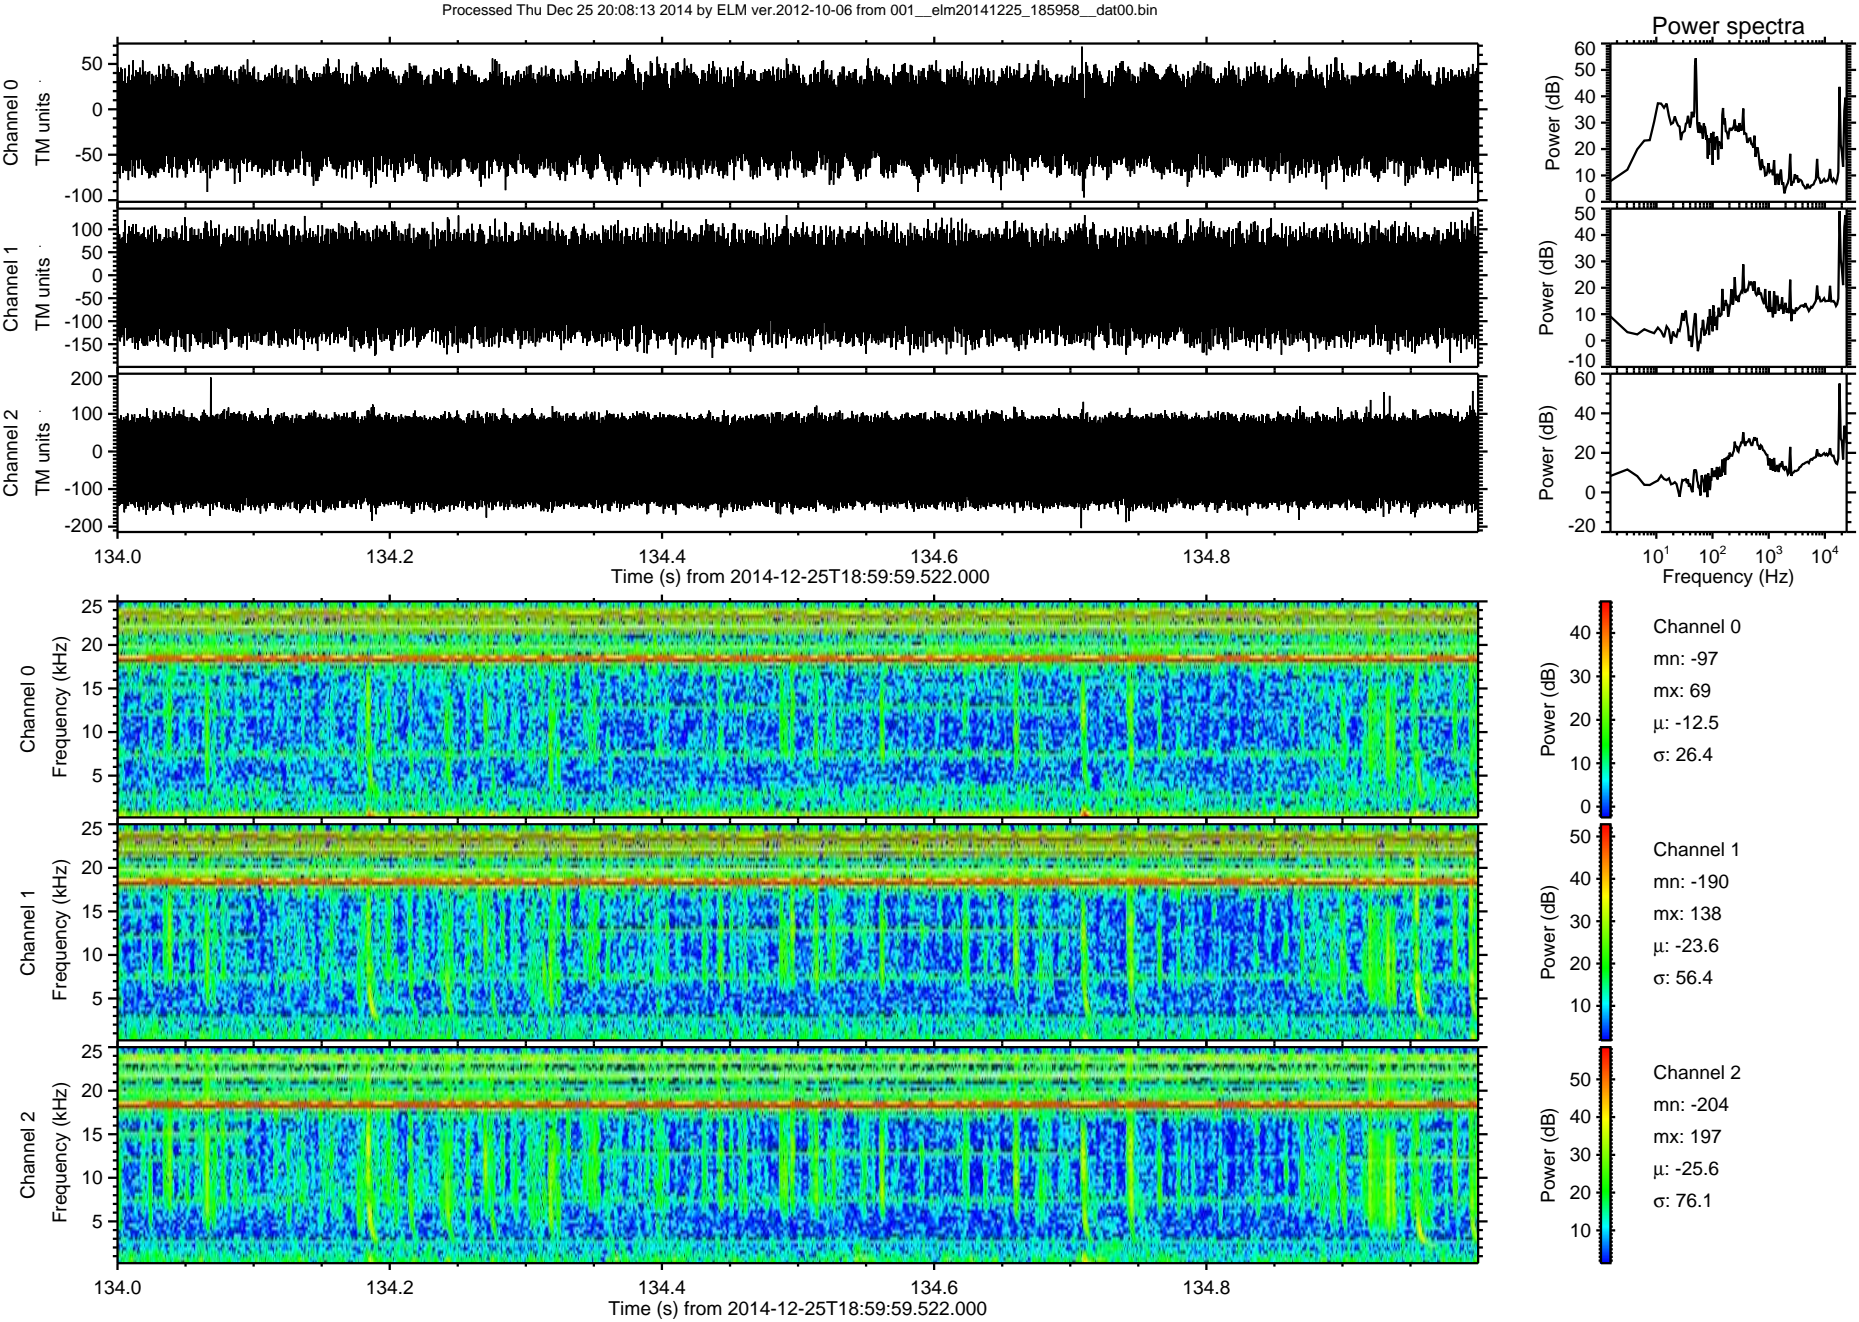 Processed Thu Dec 25 20:08:13 2014 by ELM ver.2012-10-06 from 001__elm20141225_185958__dat00.bin
Power spectra
Channel 0
TM units
50
0
-50
-100
Power (dB)
60
50
40
30
20
10
0
Channel 1
TM units
100
50
0
-50
-100
-150
Power (dB)
50
40
30
20
10
0
-10
Channel 2
TM units
200
100
0
-100
-200
Power (dB)
60
40
20
0
-20
134.0 134.2 134.4 134.6 134.8
Time (s) from 2014-12-25T18:59:59.522.000
10¹ 10² 10³ 10⁴
Frequency (Hz)
Channel 0
Frequency (kHz)
25
20
15
10
5
Power (dB)
40
30
20
10
0
Channel 0
mn: -97
mx: 69
μ: -12.5
σ: 26.4
Channel 1
Frequency (kHz)
25
20
15
10
5
Power (dB)
50
40
30
20
10
Channel 1
mn: -190
mx: 138
μ: -23.6
σ: 56.4
Channel 2
Frequency (kHz)
25
20
15
10
5
Power (dB)
50
40
30
20
10
Channel 2
mn: -204
mx: 197
μ: -25.6
σ: 76.1
134.0 134.2 134.4 134.6 134.8
Time (s) from 2014-12-25T18:59:59.522.000